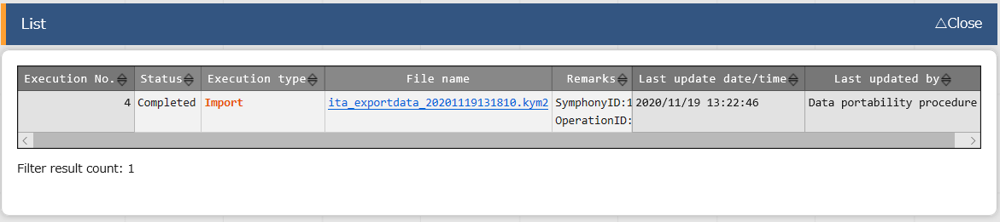 List
△Close
Execution No. Status Execution type File name Remarks Last update date/time Last updated by
4 Completed Import ita_exportdata_20201119131810.kym2 SymphonyID:1 2020/11/19 13:22:46 Data portability procedure
OperationID:
Filter result count: 1